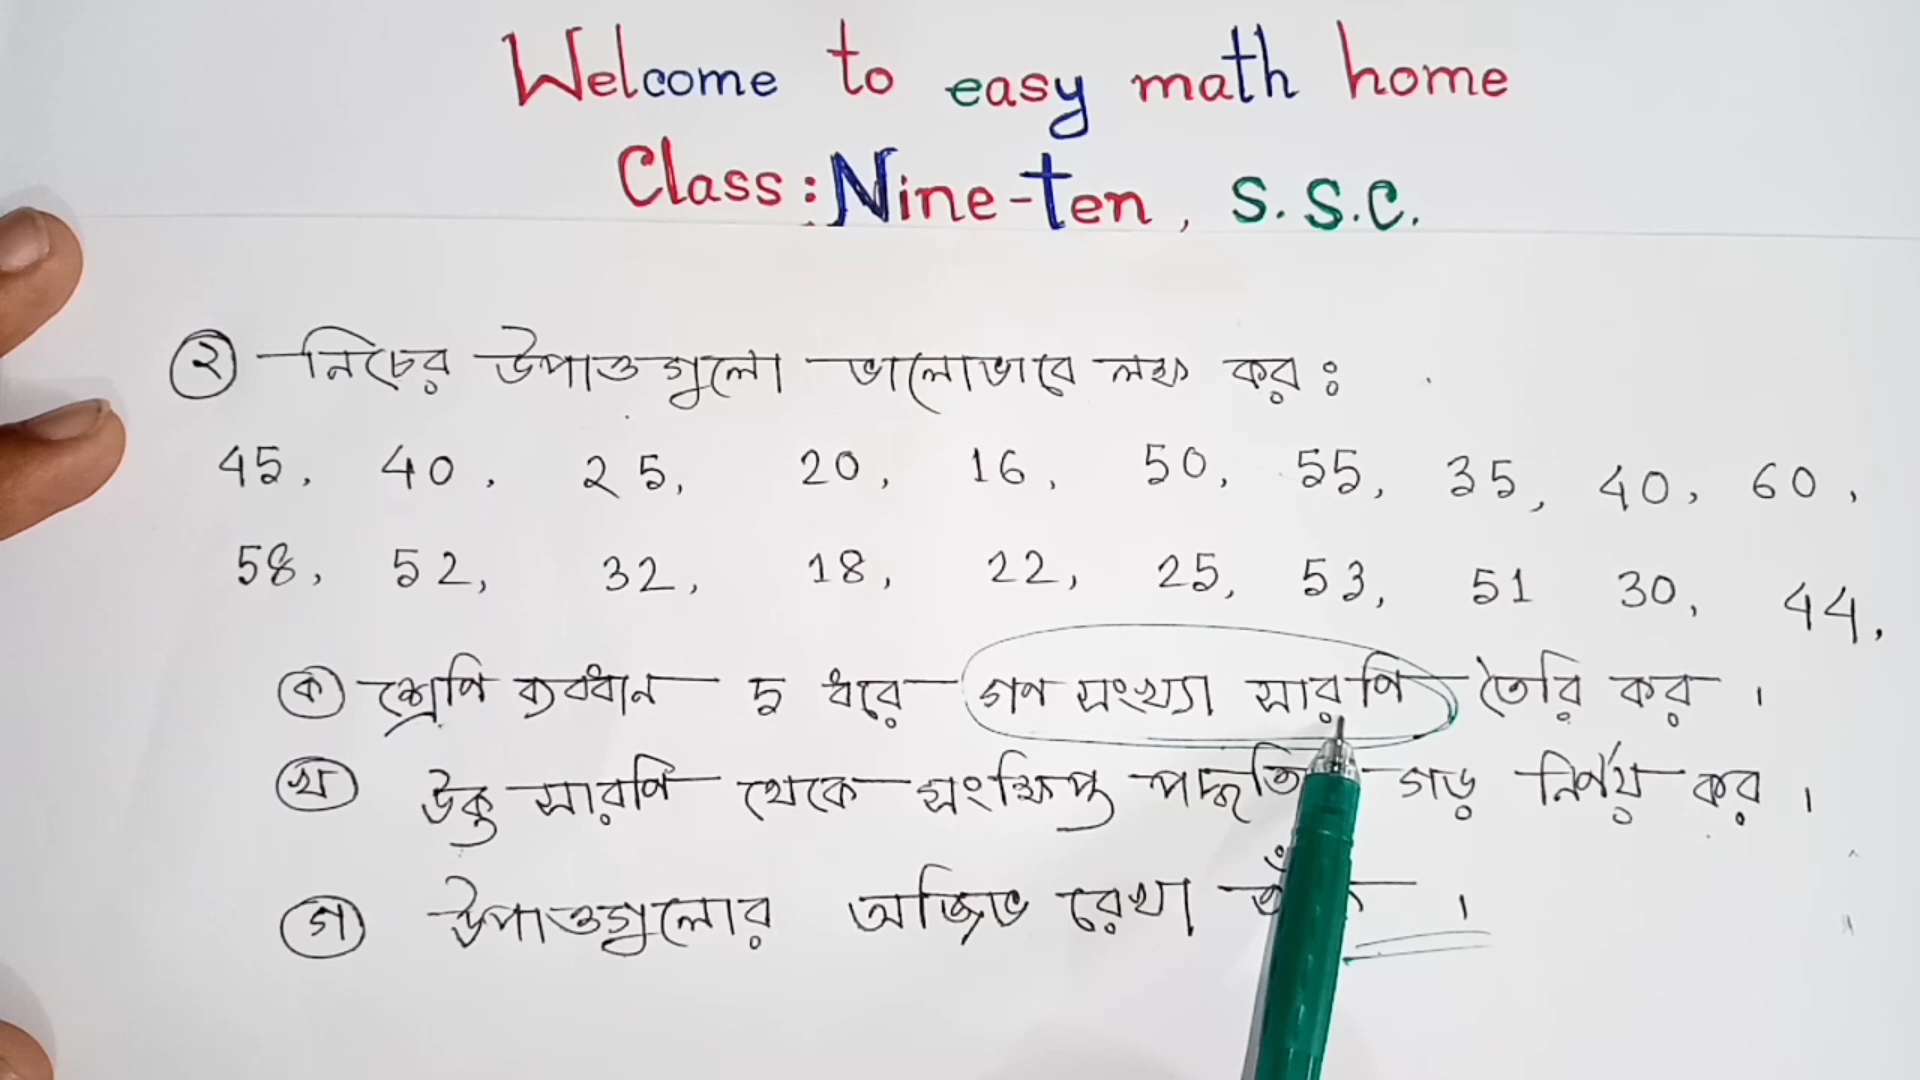 Welcome to easy math home
Class: Nine-ten, S.S.C.
২ নিচের উপাত্তগুলো ভালোভাবে লক্ষ কর :
45, 40, 25, 20, 16, 50, 55, 35, 40, 60,
58, 52, 32, 18, 22, 25, 53, 51 30, 44,
ক শ্রেণি ব্যবধান 5 ধরে গণ সংখ্যা সারণি তৈরি কর ।
খ উক্ত সারণি থেকে সংক্ষিপ্ত পদ্ধতি গড় নির্ণয় কর ।
গ উপাত্তগুলোর অজিভ রেখা ।